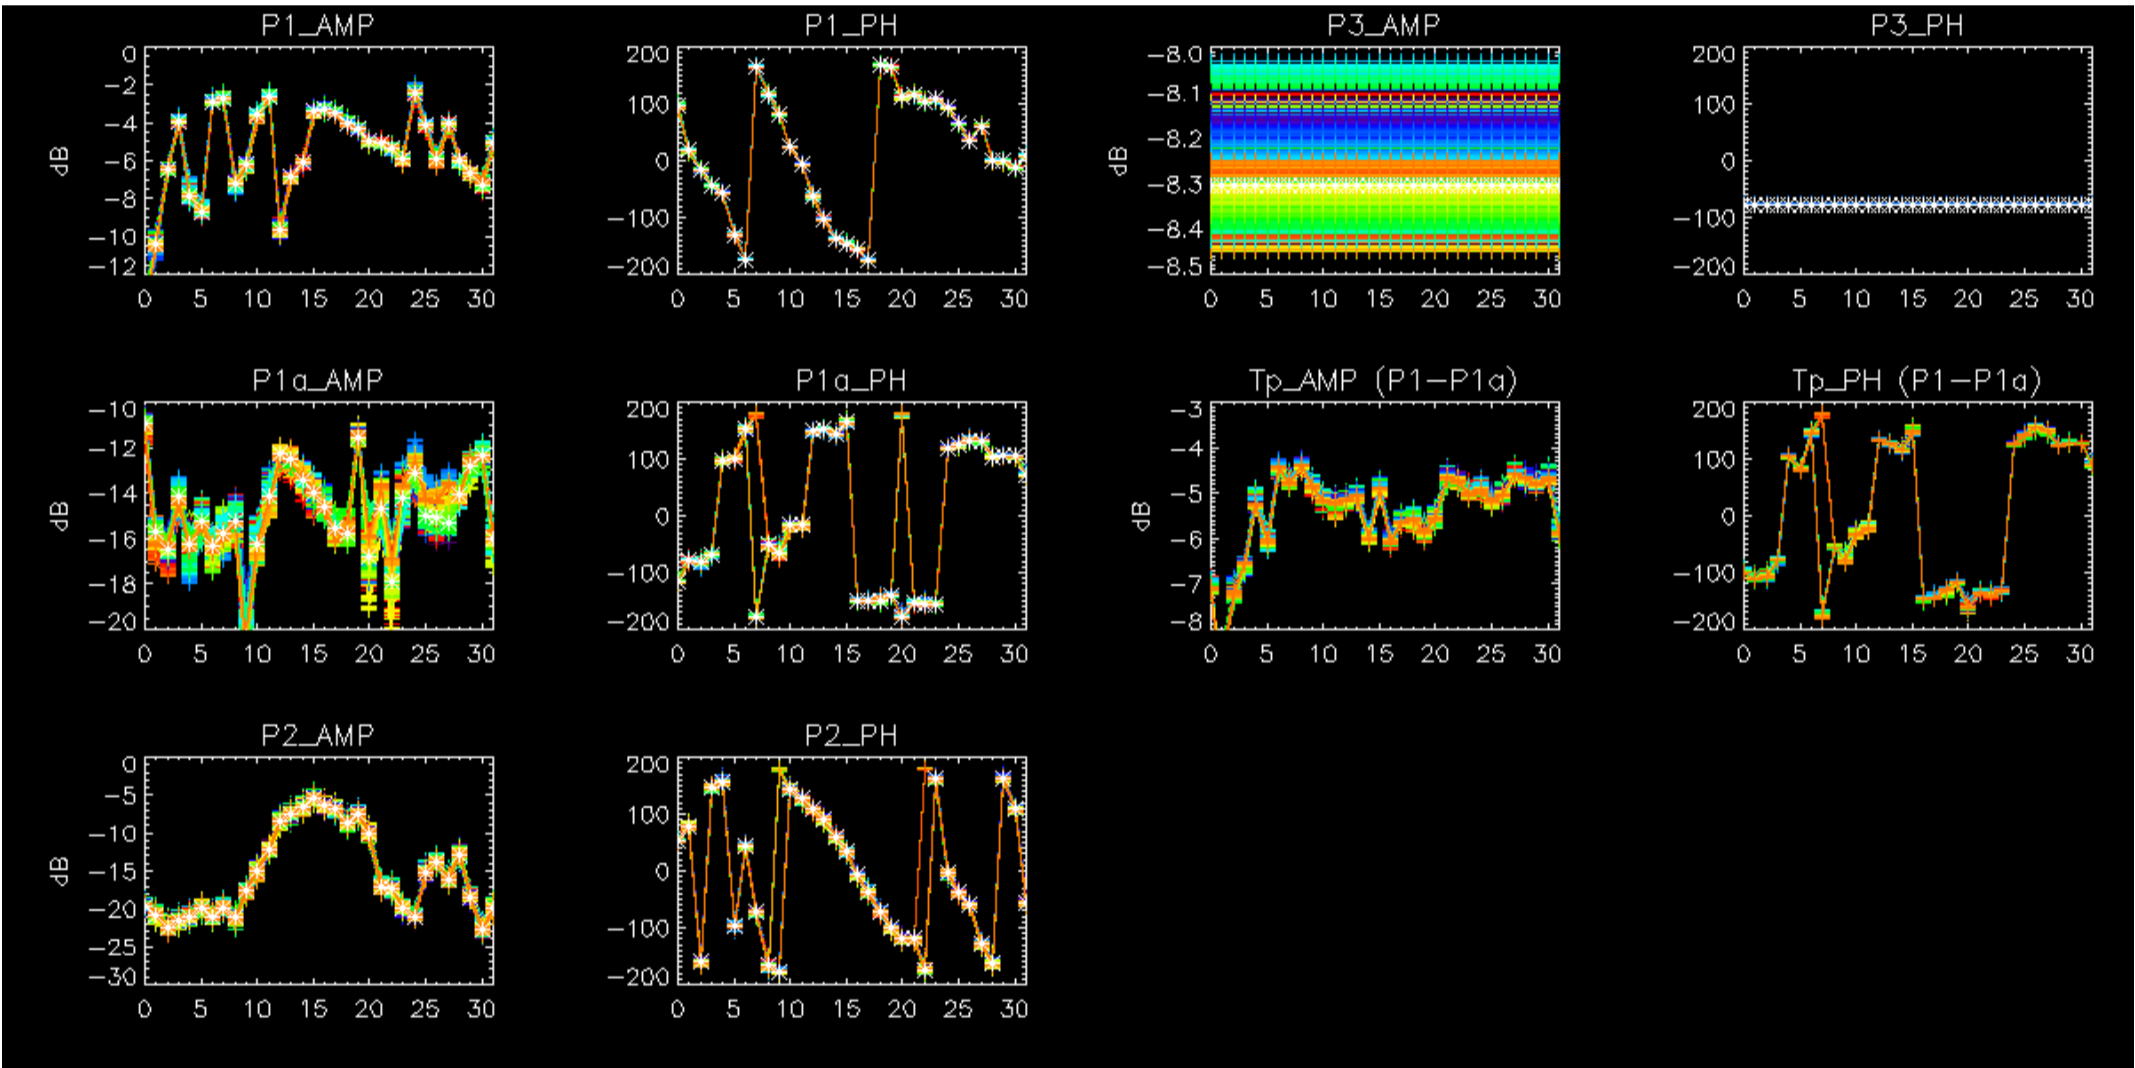 P1_AMP
P1_PH
P3_AMP
P3_PH
0
−2
−4
−6
−8
−10
−12
dB
0 5 10 15 20 25 30
200
100
0
−100
−200
0 5 10 15 20 25 30
−8.0
−8.1
−8.2
−8.3
−8.4
−8.5
dB
0 5 10 15 20 25 30
200
100
0
−100
−200
0 5 10 15 20 25 30
P1a_AMP
P1a_PH
Tp_AMP (P1−P1a)
Tp_PH (P1−P1a)
−10
−12
−14
−16
−18
−20
dB
0 5 10 15 20 25 30
200
100
0
−100
−200
0 5 10 15 20 25 30
−3
−4
−5
−6
−7
−8
dB
0 5 10 15 20 25 30
200
100
0
−100
−200
0 5 10 15 20 25 30
P2_AMP
P2_PH
0
−5
−10
−15
−20
−25
−30
dB
0 5 10 15 20 25 30
200
100
0
−100
−200
0 5 10 15 20 25 30